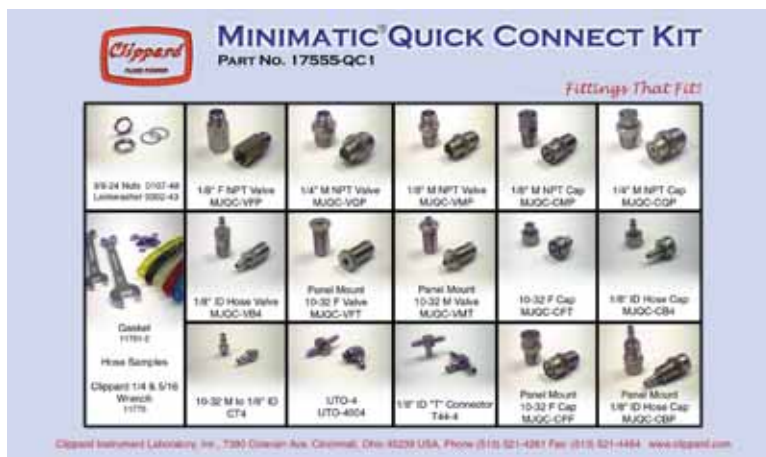 Clippard
FLUID POWER
MINIMATIC® QUICK CONNECT KIT
PART NO. 17555-QC1
Fittings That Fit!
3/8-24 Nuts
Lockwasher
1/8" F NPT Valve
MJQC-VFP
1/4" M NPT Valve
MJQC-VQP
1/8" M NPT Valve
MJQC-VMP
1/8" M NPT Cap
MJQC-CMP
1/4" M NPT Cap
MJQC-CQP
Gasket
Hose Samples
Clippard 1/4 & 5/16
Wrench
1/8" ID Hose Valve
MJQC-VB4
Panel Mount
10-32 F Valve
MJQC-VFT
Panel Mount
10-32 M Valve
MJQC-VMT
10-32 F Cap
MJQC-CFT
1/8" ID Hose Cap
MJQC-CB4
10-32 M to 1/8" ID
CT4
UTO-4
UTO-4004
1/8" ID "T" Connector
T44-4
Panel Mount
10-32 F Cap
Panel Mount
1/8" ID Hose Cap
MJQC-CBP
Clippard Instrument Laboratory, Inc., 7390 Colerain Ave. Cincinnati, Ohio 45239 USA, Phone (513) 521-4261 Fax (513) 521-4464 www.clippard.com